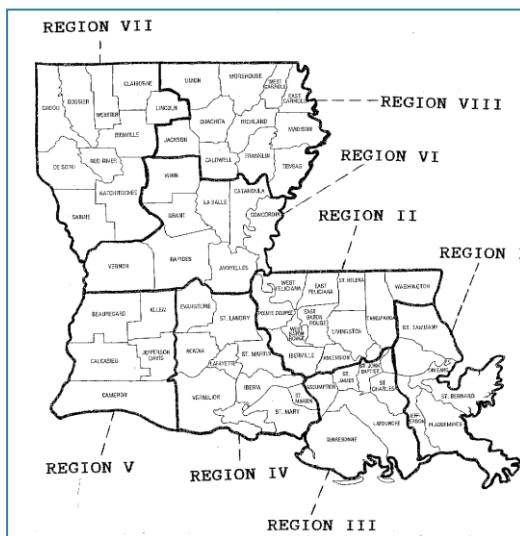 REGION VII
CLAIBORNE
UNION
MOREHOUSE
WEST CARROLL
EAST CARROLL
CADDO
BOSSIER
WEBSTER
LINCOLN
REGION VIII
OUACHITA
RICHLAND
MADISON
BIENVILLE
JACKSON
CALDWELL
FRANKLIN
TENSAS
DE SOTO
RED RIVER
REGION VI
WINN
NATCHITOCHES
LA SALLE
CATAHOULA
CONCORDIA
SABINE
GRANT
REGION II
VERNON
RAPIDES
AVOYELLES
REGION I
WEST FELICIANA
EAST FELICIANA
ST. HELENA
WASHINGTON
BEAUREGARD
ALLEN
EVANGELINE
ST. LANDRY
POINTE COUPEE
EAST BATON ROUGE
WEST BATON ROUGE
LIVINGSTON
TANGIPAHOA
ST. TAMMANY
CALCASIEU
JEFFERSON DAVIS
ACADIA
LAFAYETTE
ST. MARTIN
IBERVILLE
ASCENSION
ORLEANS
CAMERON
VERMILION
IBERIA
ST. MARTIN
ST. MARY
ASSUMPTION
ST. JAMES
ST. JOHN BAPTIST
ST. CHARLES
JEFFERSON
ST. BERNARD
PLAQUEMINES
TERREBONNE
LAFOURCHE
REGION V
REGION IV
REGION III